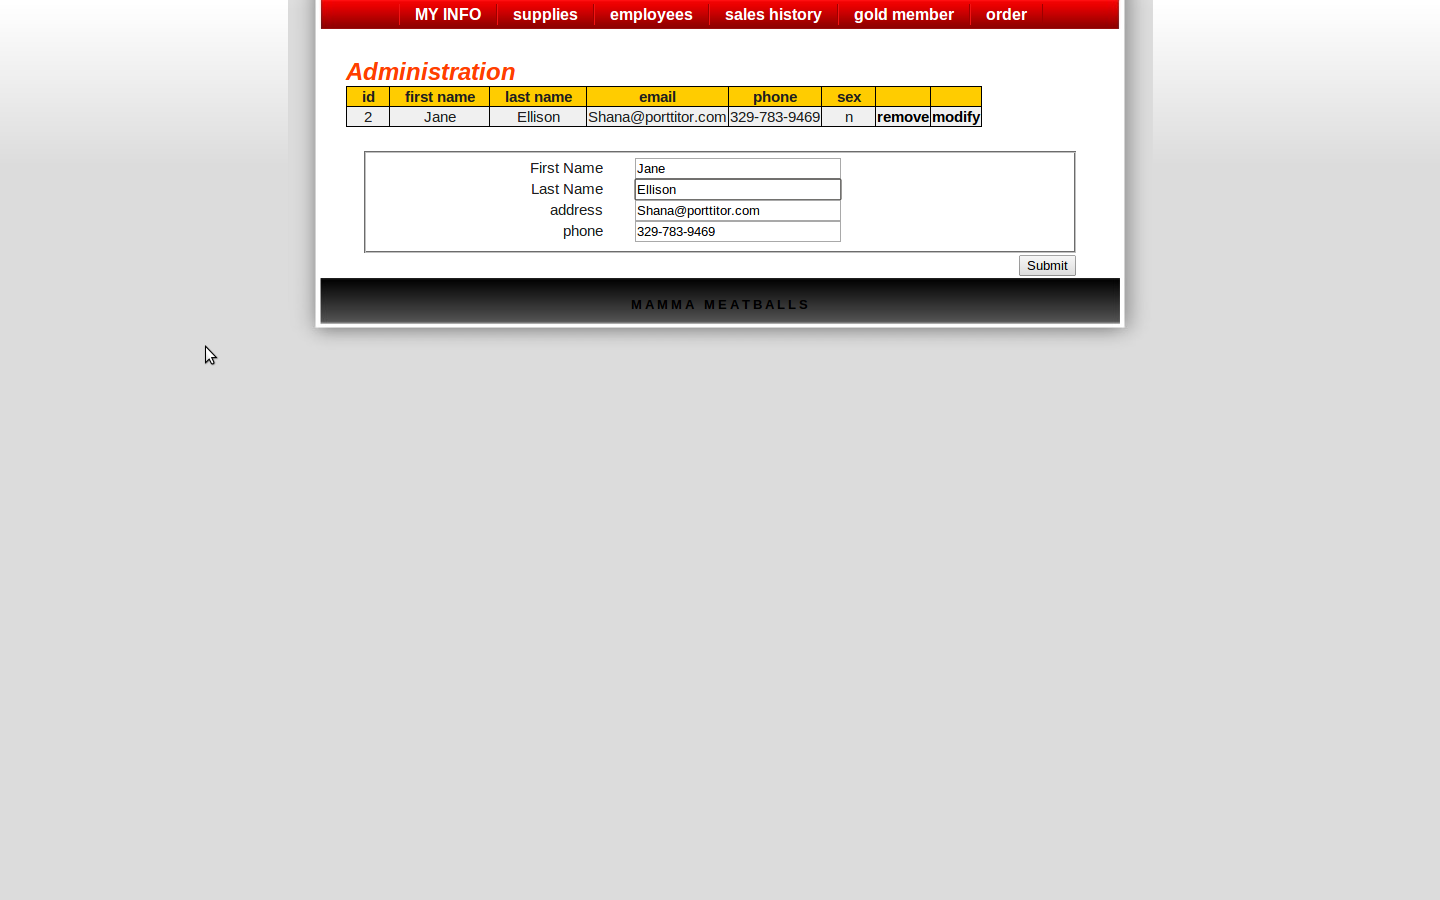 MY INFO supplies employees sales history gold member order
Administration
id first name last name email phone sex
2 Jane Ellison Shana@porttitor.com 329-783-9469 n remove modify
First Name Jane
Last Name Ellison
address Shana@porttitor.com
phone 329-783-9469
Submit
MAMMA MEATBALLS